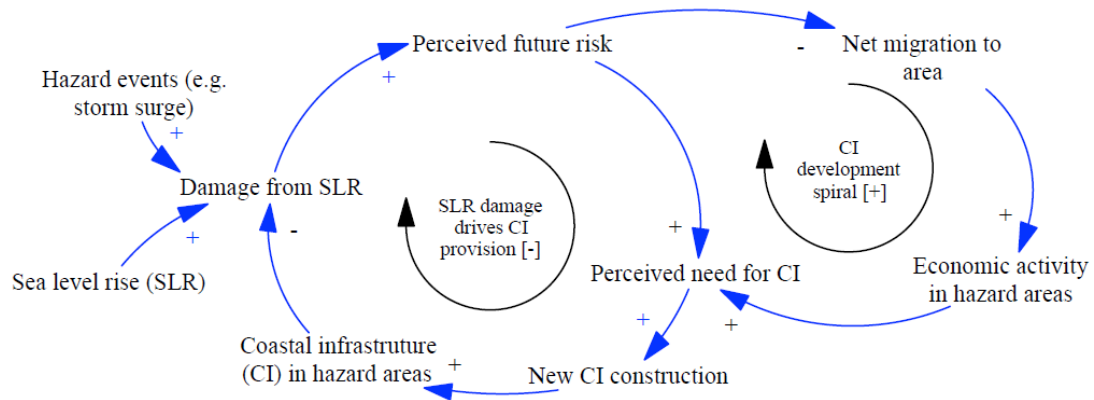 Perceived future risk
-
Net migration to
area
+
Hazard events (e.g.
storm surge)
+
CI
development
spiral [+]
Damage from SLR
SLR damage
drives CI
provision [-]
+
-
+
+
Sea level rise (SLR)
Perceived need for CI
Economic activity
in hazard areas
+
+
Coastal infrastruture
(CI) in hazard areas
+
New CI construction